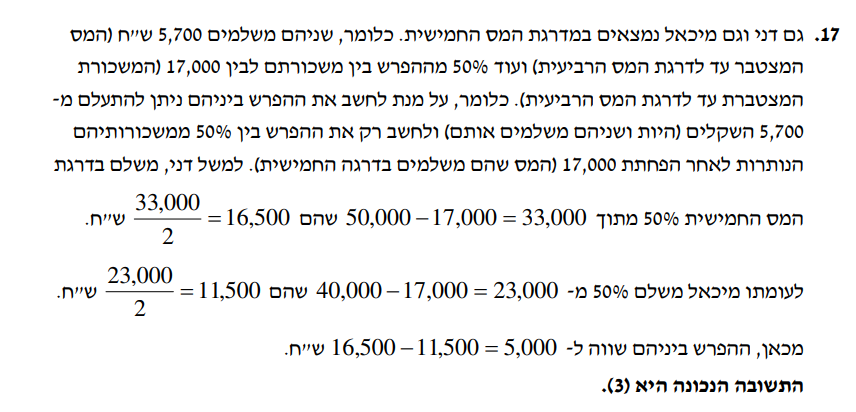 17. גם דני וגם מיכאל נמצאים במדרגת המס החמישית. כלומר, שניהם משלמים 5,700 ש״ח (המס
המצטבר עד לדרגת המס הרביעית) ועוד 50% מההפרש בין משכורתם לבין 17,000 (המשכורת
המצטברת עד לדרגת המס הרביעית). כלומר, על מנת לחשב את ההפרש ביניהם ניתן להתעלם מ-
5,700 השקלים (היות ושניהם משלמים אותם) ולחשב רק את ההפרש בין 50% ממשכורותיהם
הנותרות לאחר הפחתת 17,000 (המס שהם משלמים בדרגה החמישית). למשל דני, משלם בדרגת
המס החמישית 50% מתוך 50,000 – 17,000 = 33,000 שהם 33,000/2 = 16,500 ש״ח.
לעומתו מיכאל משלם 50% מ- 40,000 – 17,000 = 23,000 שהם 23,000/2 = 11,500 ש״ח.
מכאן, ההפרש ביניהם שווה ל- 16,500 – 11,500 = 5,000 ש״ח.
התשובה הנכונה היא (3).